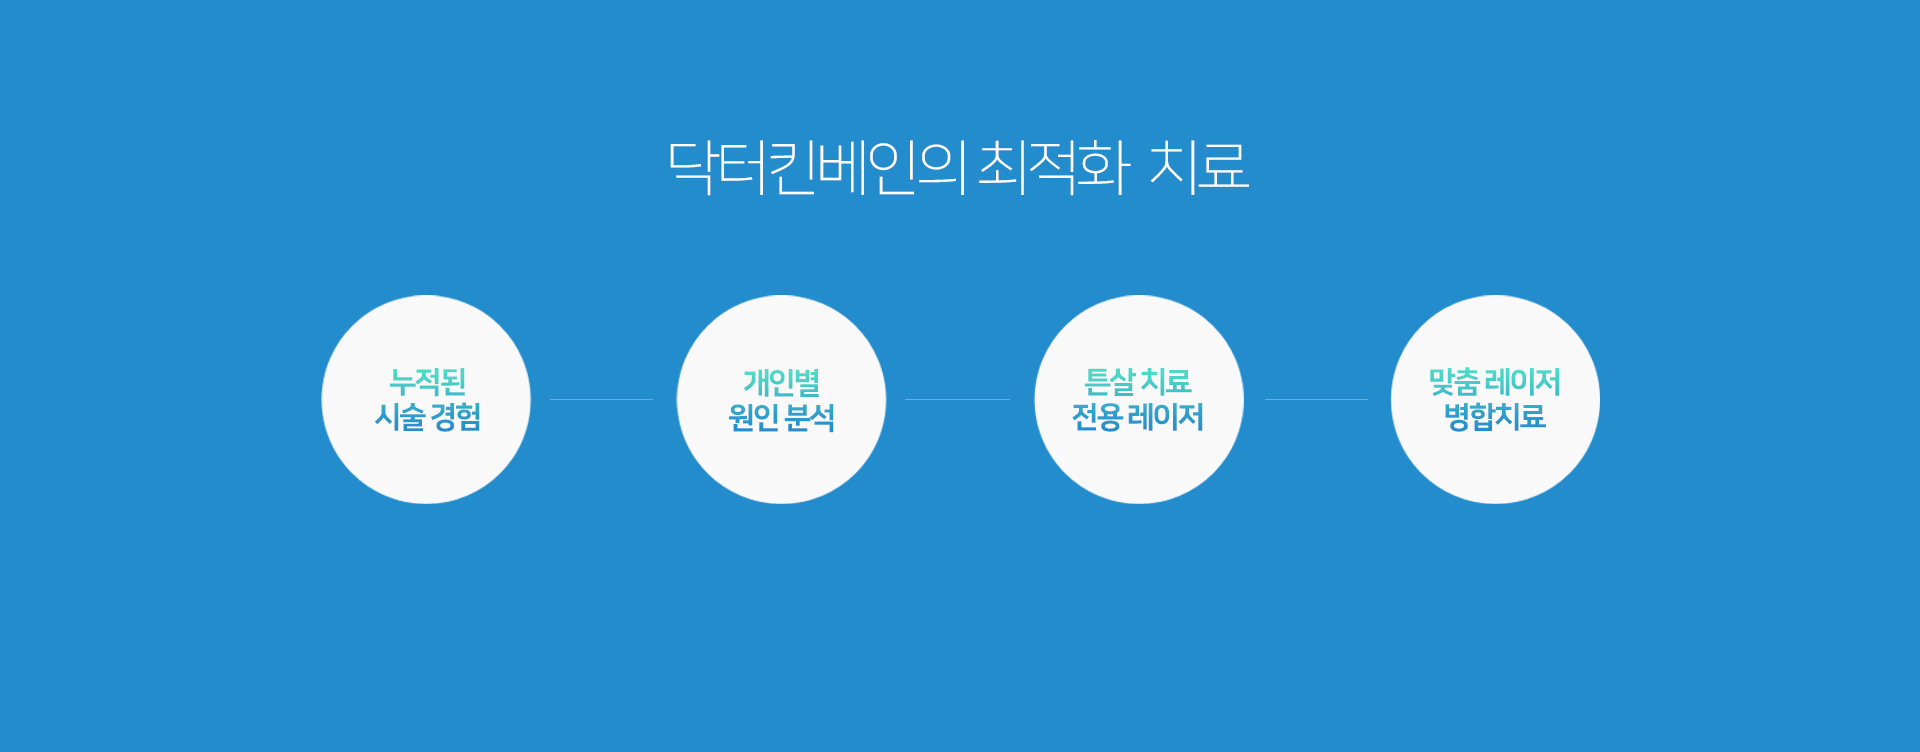 닥터킨베인의 최적화 치료
누적된
시술 경험
개인별
원인 분석
튼살 치료
전용 레이저
맞춤 레이저
병합치료